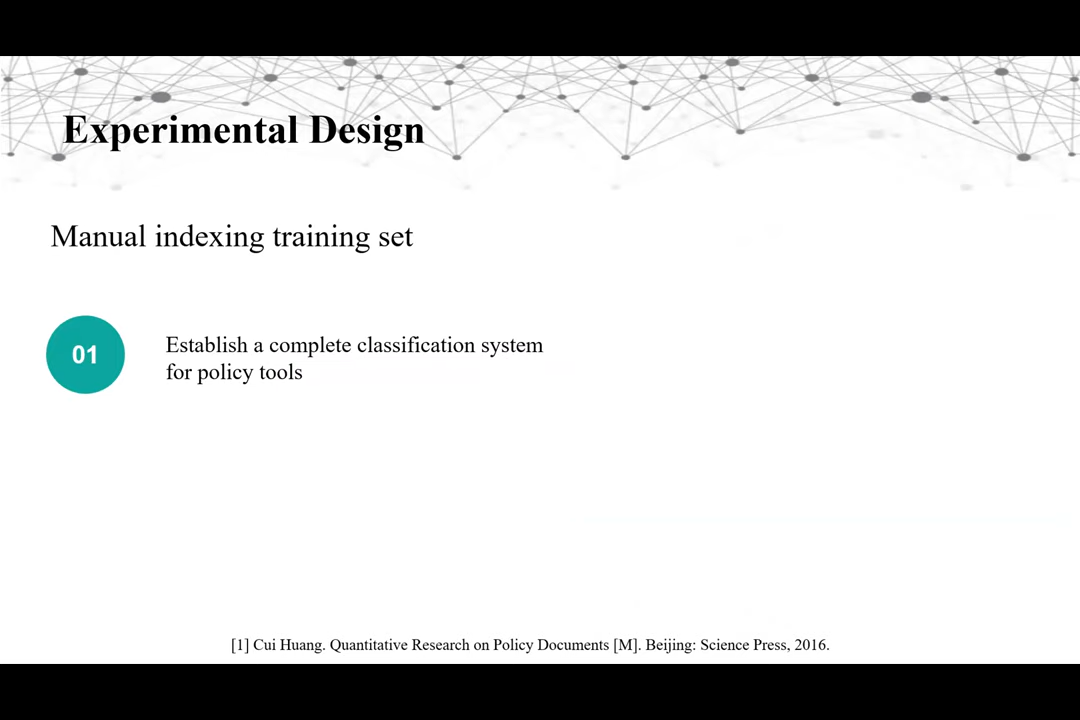 Experimental Design
Manual indexing training set
01
Establish a complete classification system
for policy tools
[1] Cui Huang. Quantitative Research on Policy Documents [M]. Beijing: Science Press, 2016.